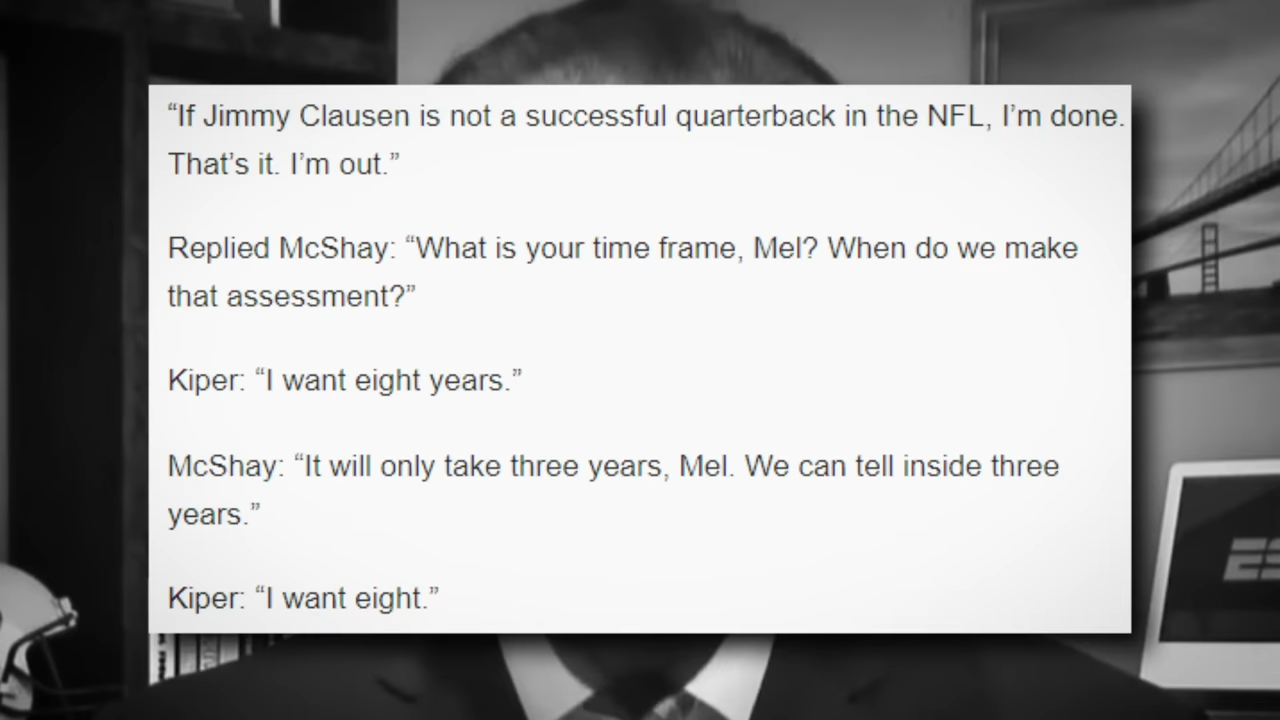 “If Jimmy Clausen is not a successful quarterback in the NFL, I’m done.
That’s it. I’m out.”
Replied McShay: “What is your time frame, Mel? When do we make
that assessment?”
Kiper: “I want eight years.”
McShay: “It will only take three years, Mel. We can tell inside three
years.”
Kiper: “I want eight.”